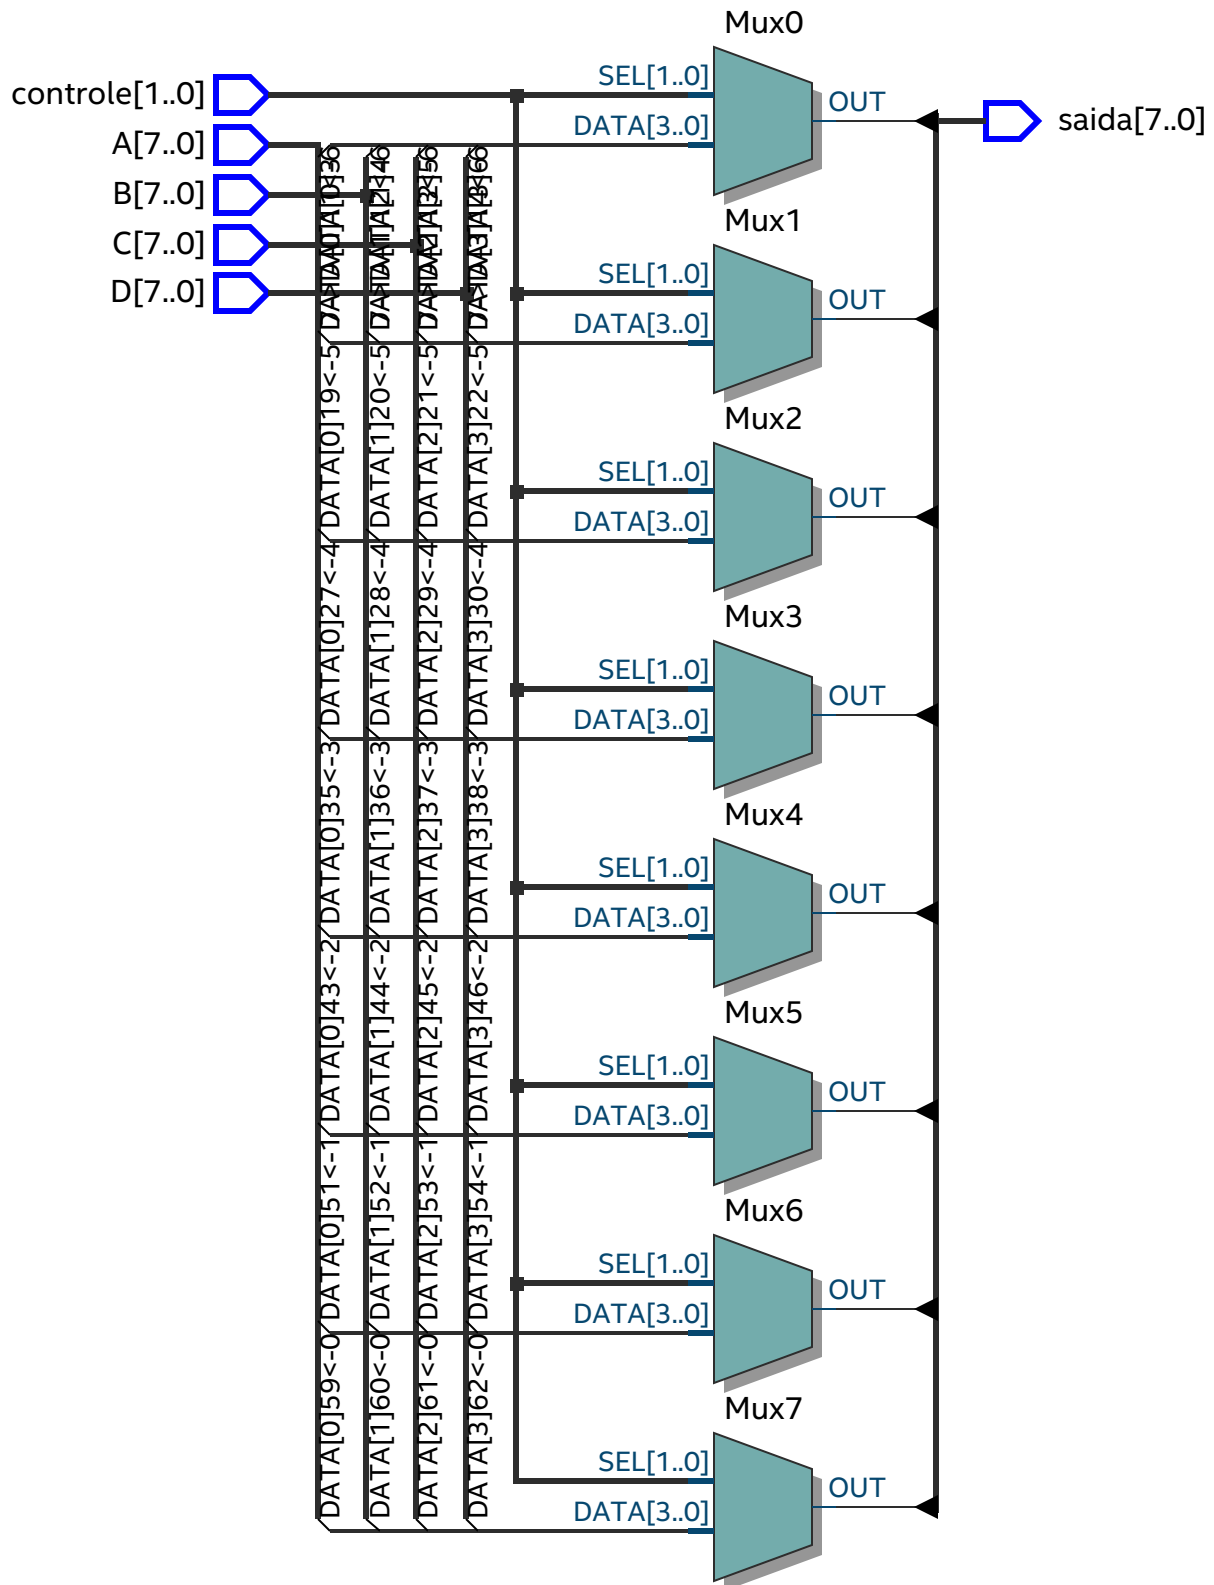 Mux0
controle[1..0]
SEL[1..0]
A[7..0]
DATA[3..0]
OUT
saida[7..0]
B[7..0]
C[7..0]
D[7..0]
Mux1
SEL[1..0]
DATA[3..0]
OUT
DATA[0]19<-5
DATA[1]20<-5
DATA[2]21<-5
DATA[3]22<-5
Mux2
SEL[1..0]
DATA[3..0]
OUT
DATA[0]27<-4
DATA[1]28<-4
DATA[2]29<-4
DATA[3]30<-4
Mux3
SEL[1..0]
DATA[3..0]
OUT
DATA[0]35<-3
DATA[1]36<-3
DATA[2]37<-3
DATA[3]38<-3
Mux4
SEL[1..0]
DATA[3..0]
OUT
DATA[0]43<-2
DATA[1]44<-2
DATA[2]45<-2
DATA[3]46<-2
Mux5
SEL[1..0]
DATA[3..0]
OUT
DATA[0]51<-1
DATA[1]52<-1
DATA[2]53<-1
DATA[3]54<-1
Mux6
SEL[1..0]
DATA[3..0]
OUT
DATA[0]59<-0
DATA[1]60<-0
DATA[2]61<-0
DATA[3]62<-0
Mux7
SEL[1..0]
DATA[3..0]
OUT